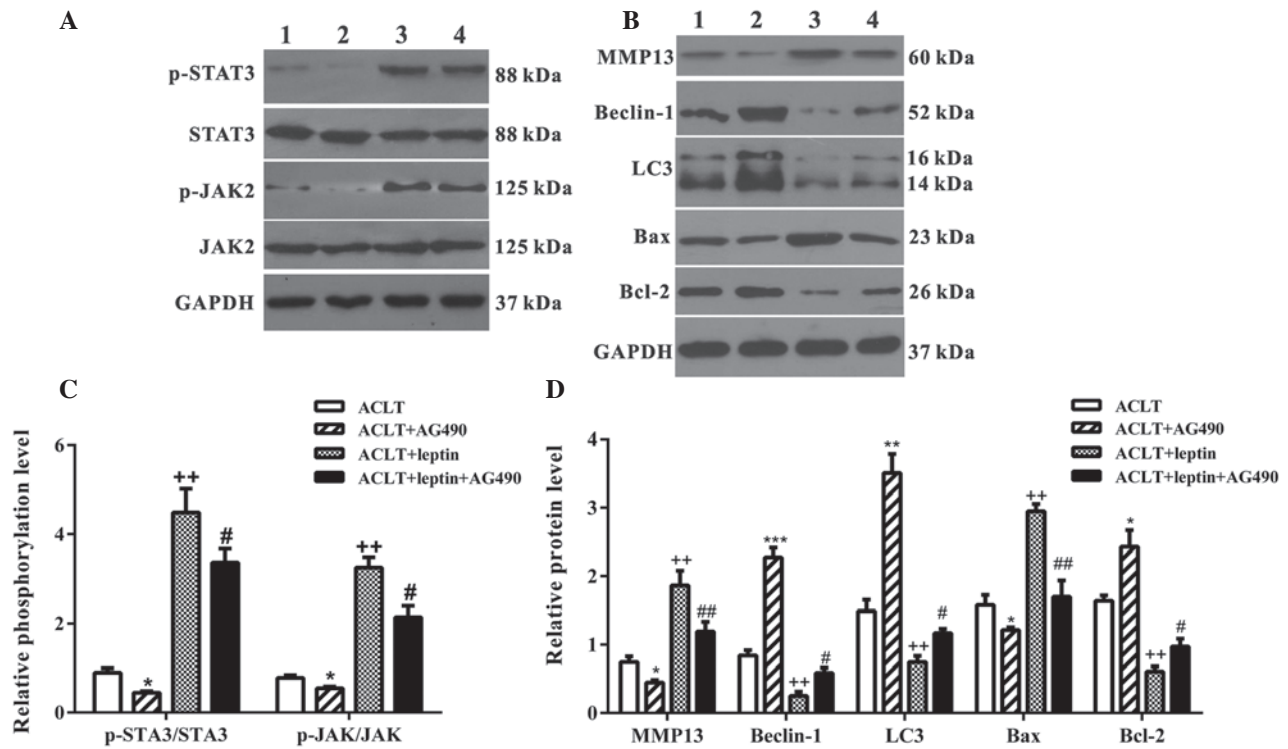 A
1 2 3 4
p-STAT3 88 kDa
STAT3 88 kDa
p-JAK2 125 kDa
JAK2 125 kDa
GAPDH 37 kDa
B
1 2 3 4
MMP13 60 kDa
Beclin-1 52 kDa
LC3 16 kDa
14 kDa
Bax 23 kDa
Bcl-2 26 kDa
GAPDH 37 kDa
C
ACLT
ACLT+AG490
ACLT+leptin
ACLT+leptin+AG490
Relative phosphorylation level
6
4
2
0
* ++ #
* ++ #
p-STA3/STA3 p-JAK/JAK
D
ACLT
ACLT+AG490
ACLT+leptin
ACLT+leptin+AG490
Relative protein level
4
3
2
1
0
* ++ ##
*** ++ #
** ++ #
* ++ ##
* ++ #
MMP13 Beclin-1 LC3 Bax Bcl-2